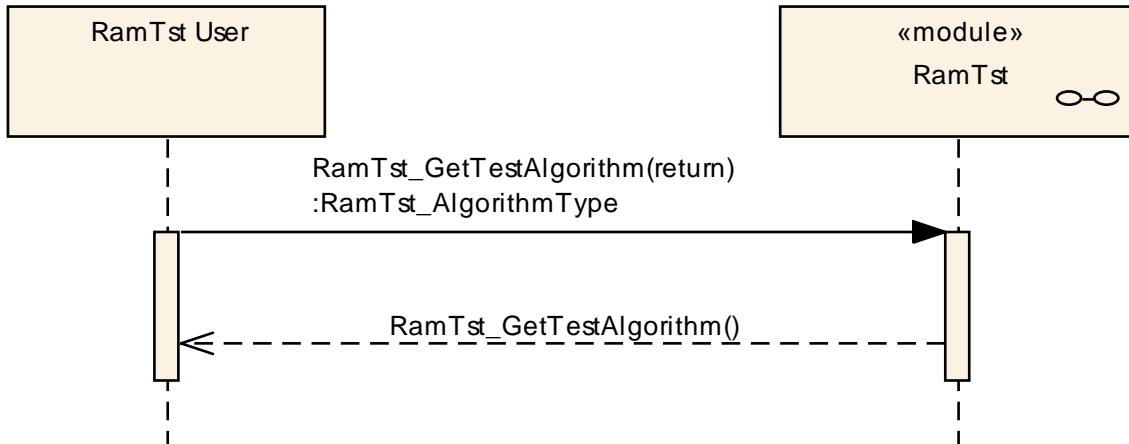 RamTst User
«module»
RamTst
RamTst_GetTestAlgorithm(return)
:RamTst_AlgorithmType
RamTst_GetTestAlgorithm()